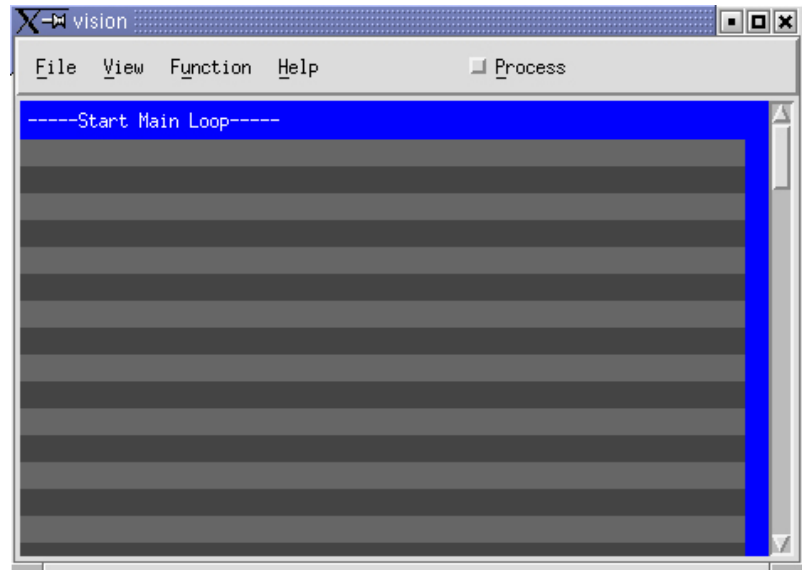 vision
File View Function Help Process
-----Start Main Loop-----